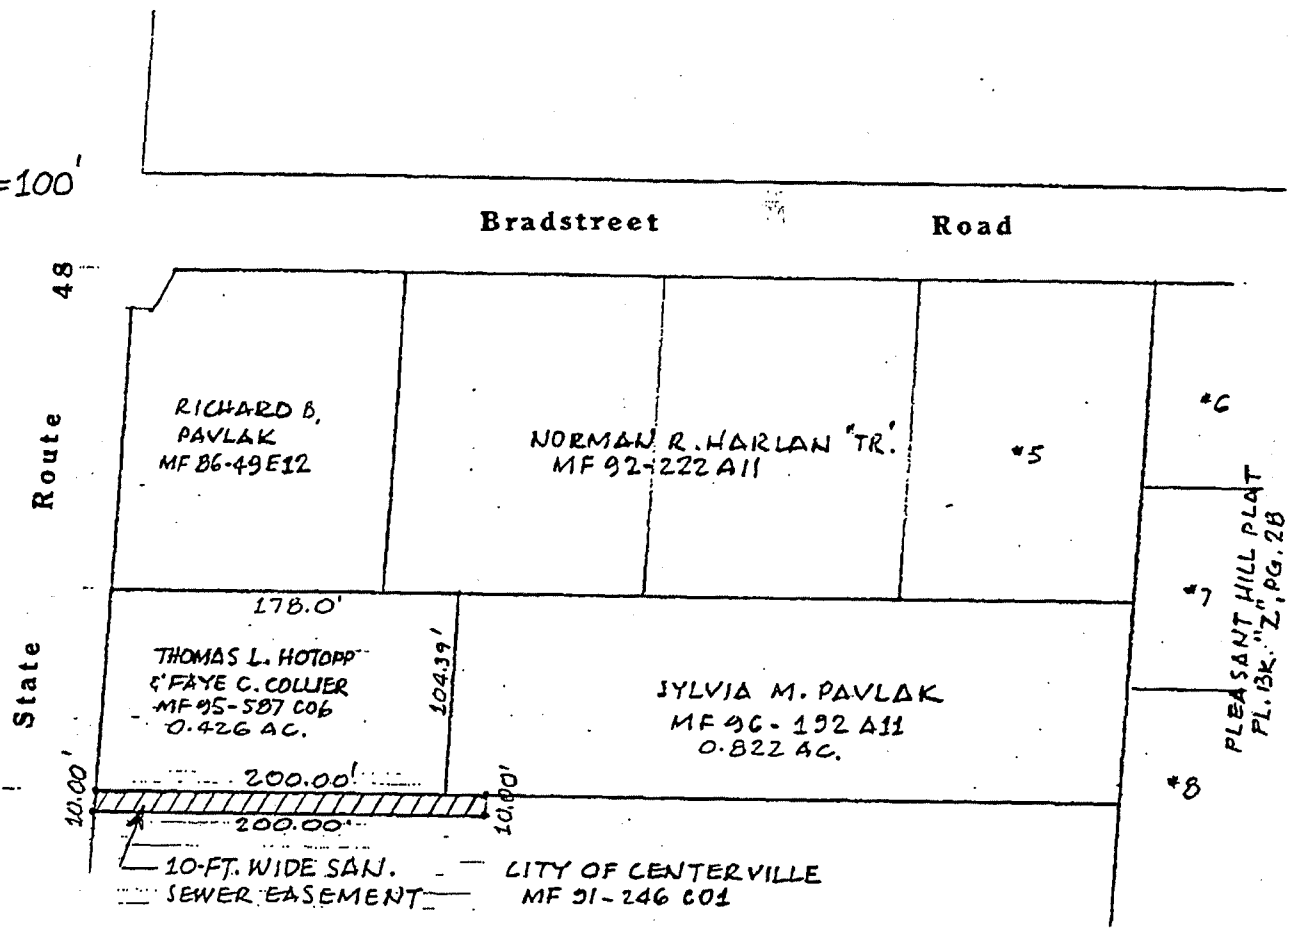 =100'
Bradstreet Road
State Route 48
RICHARD B.
PAVLAK
MF 86-49E12
NORMAN R. HARLAN "TR."
MF 92-222 A11
*5
*6
*7
*8
PLEASANT HILL PLAT
PL. BK. "Z", PG. 2B
178.0'
THOMAS L. HOTOPP
& FAYE C. COLLIER
MF 95-587 C06
0.426 AC.
104.39'
SYLVIA M. PAVLAK
MF 96-192 A11
0.822 AC.
200.00'
10.00'
10.00'
200.00'
10-FT. WIDE SAN.
SEWER EASEMENT
CITY OF CENTERVILLE
MF 91-246 C01